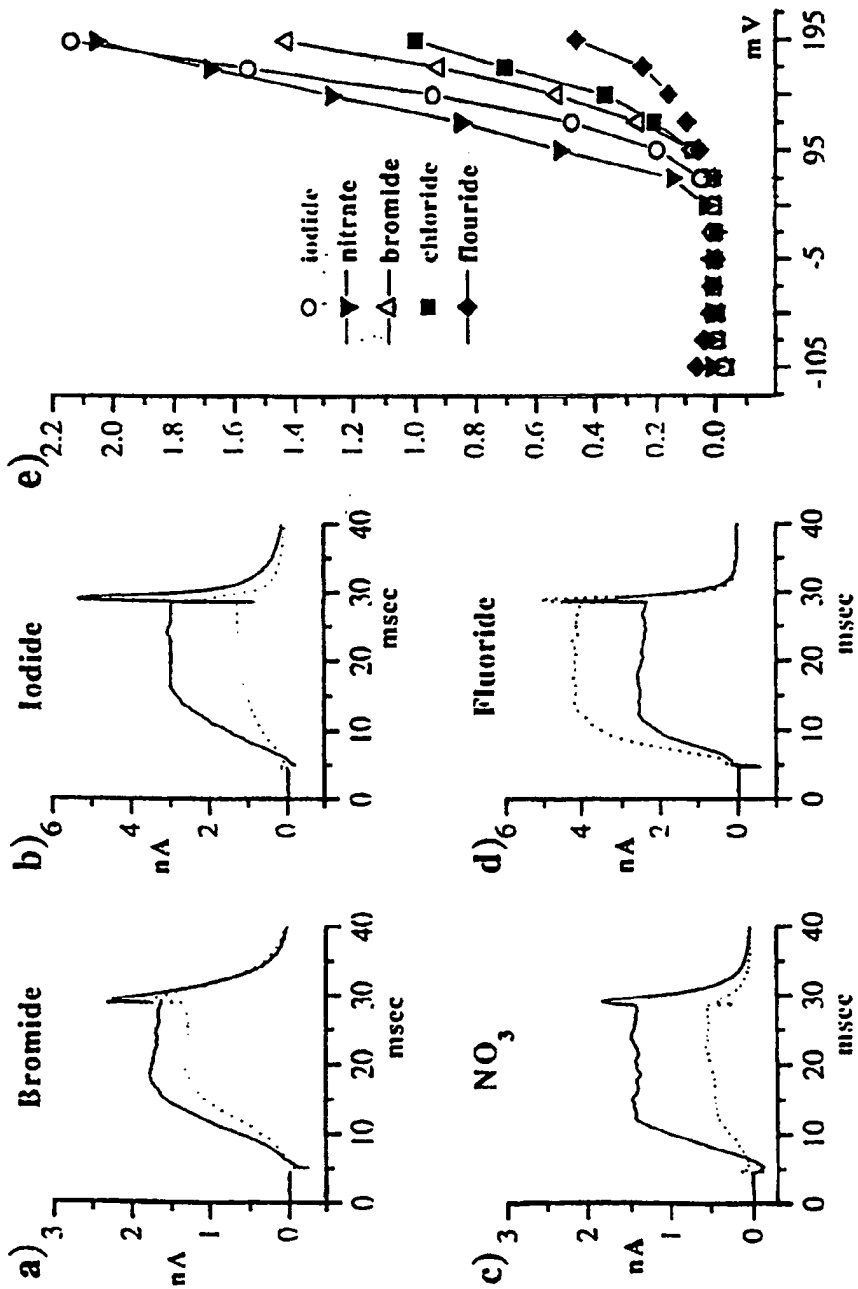 a)
Bromide
3
2
1
0
nA
0
10
20
30
40
msec
b)
Iodide
6
4
2
0
nA
0
10
20
30
40
msec
c)
NO3
3
2
1
0
nA
0
10
20
30
40
msec
d)
Fluoride
6
4
2
0
nA
0
10
20
30
40
msec
e)
2.2
2.0
1.8
1.6
1.4
1.2
1.0
0.8
0.6
0.4
0.2
0.0
iodide
nitrate
bromide
chloride
flouride
-105
-5
95
195
mV